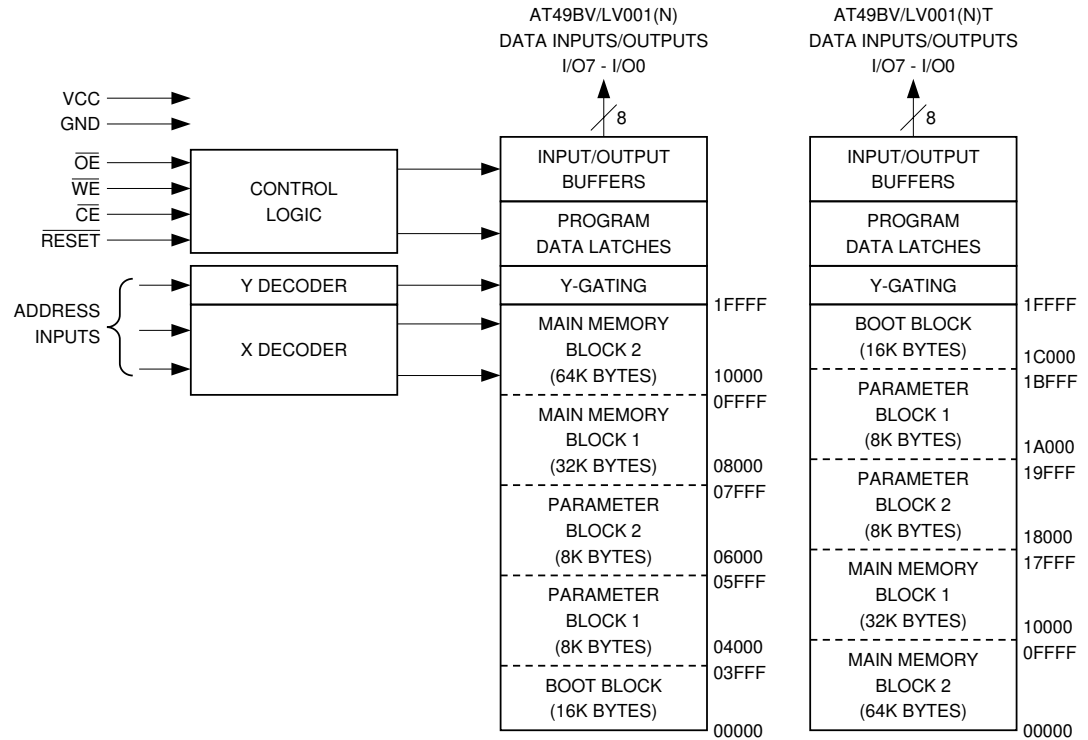 AT49BV/LV001(N)
DATA INPUTS/OUTPUTS
I/O7 - I/O0
8
AT49BV/LV001(N)T
DATA INPUTS/OUTPUTS
I/O7 - I/O0
8
VCC
GND
OE
WE
CE
RESET
CONTROL
LOGIC
ADDRESS
INPUTS
Y DECODER
X DECODER
INPUT/OUTPUT
BUFFERS
PROGRAM
DATA LATCHES
Y-GATING
1FFFF
MAIN MEMORY
BLOCK 2
(64K BYTES)
10000
0FFFF
MAIN MEMORY
BLOCK 1
(32K BYTES)
08000
07FFF
PARAMETER
BLOCK 2
(8K BYTES)
06000
05FFF
PARAMETER
BLOCK 1
(8K BYTES)
04000
03FFF
BOOT BLOCK
(16K BYTES)
00000
INPUT/OUTPUT
BUFFERS
PROGRAM
DATA LATCHES
Y-GATING
1FFFF
BOOT BLOCK
(16K BYTES)
1C000
1BFFF
PARAMETER
BLOCK 1
(8K BYTES)
1A000
19FFF
PARAMETER
BLOCK 2
(8K BYTES)
18000
17FFF
MAIN MEMORY
BLOCK 1
(32K BYTES)
10000
0FFFF
MAIN MEMORY
BLOCK 2
(64K BYTES)
00000